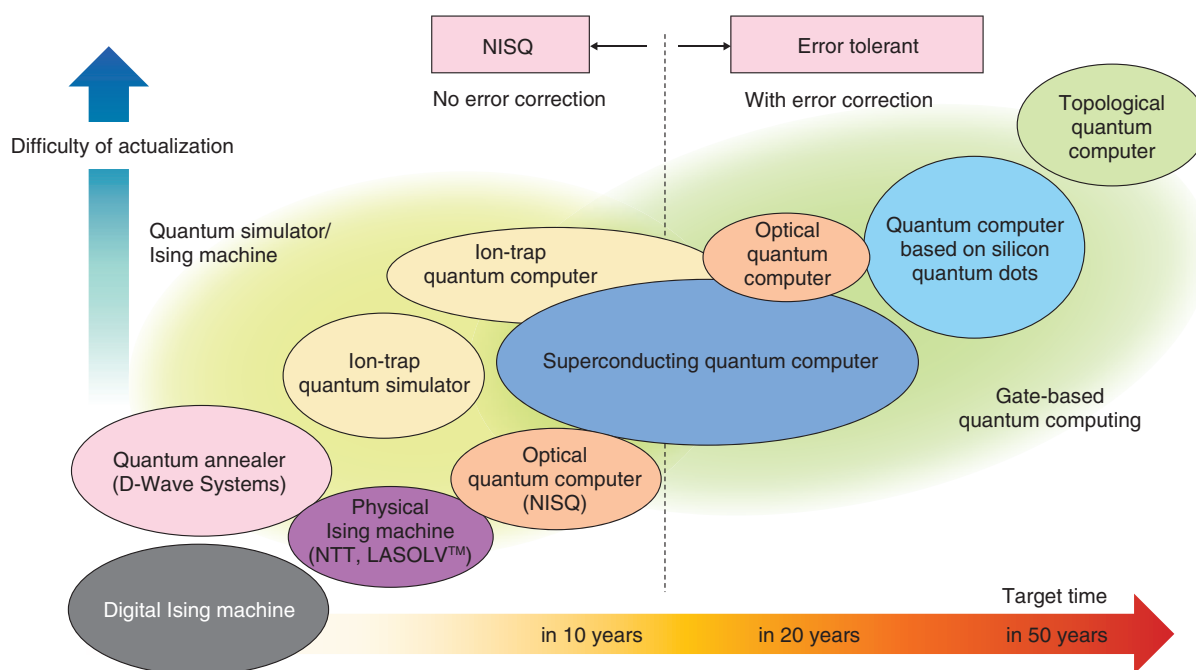 NISQ
Error tolerant
No error correction
With error correction
Topological
quantum
computer
Difficulty of actualization
Quantum simulator/
Ising machine
Ion-trap
quantum computer
Optical
quantum
computer
Quantum computer
based on silicon
quantum dots
Ion-trap
quantum simulator
Superconducting quantum computer
Gate-based
quantum computing
Quantum annealer
(D-Wave Systems)
Optical
quantum computer
(NISQ)
Physical
Ising machine
(NTT, LASOLV™)
Digital Ising machine
Target time
in 10 years
in 20 years
in 50 years